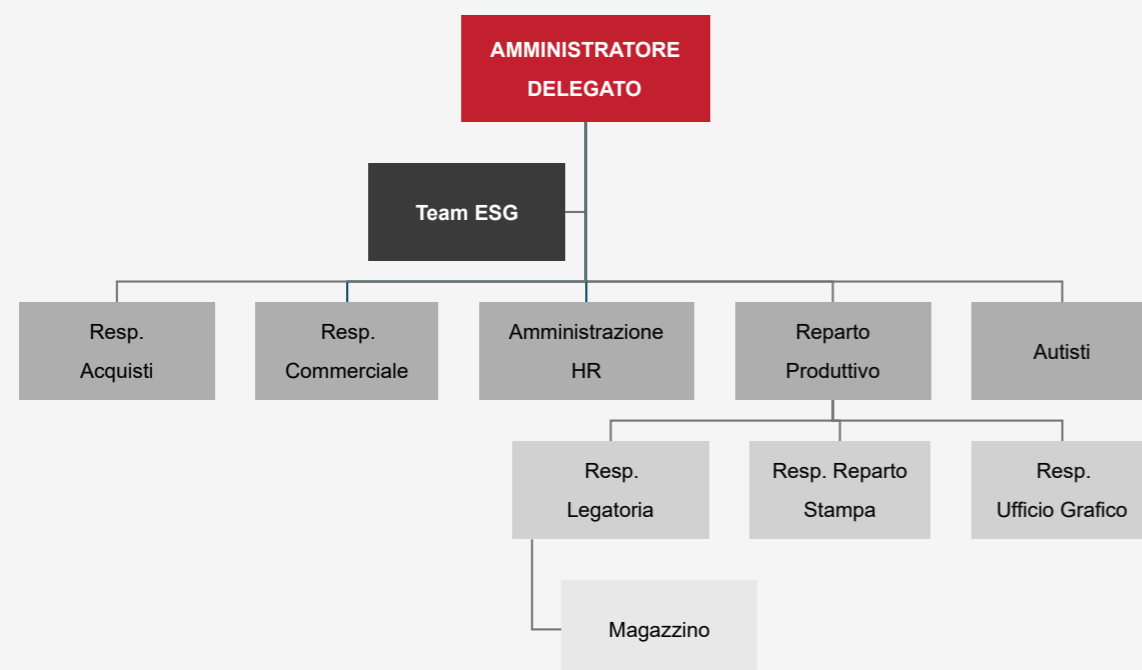 AMMINISTRATORE
DELEGATO
Team ESG
Resp.
Acquisti
Resp.
Commerciale
Amministrazione
HR
Reparto
Produttivo
Autisti
Resp.
Legatoria
Resp. Reparto
Stampa
Resp.
Ufficio Grafico
Magazzino